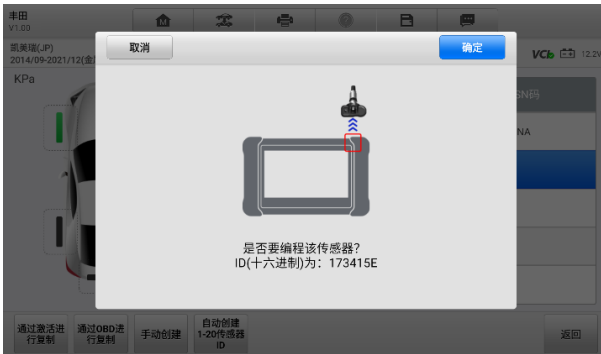 丰田
V1.00
取消
确定
凯美瑞(JP)
2014/09-2021/12(金
VCI
12.2V
KPa
SN码
NA
是否要编程该传感器?
ID(十六进制)为：173415E
通过激活进
行复制
通过OBD进
行复制
手动创建
自动创建
1-20传感器
ID
返回